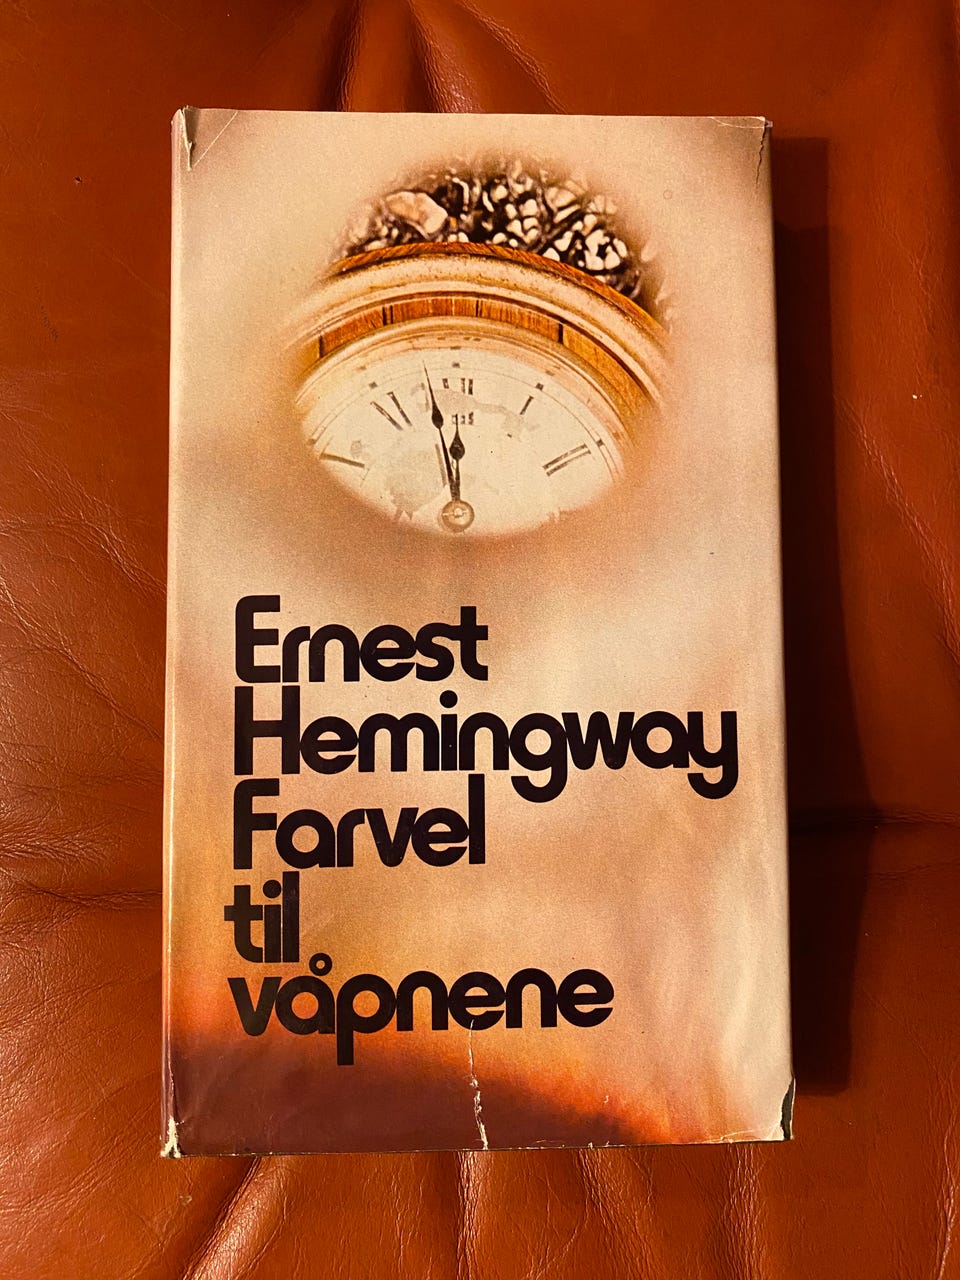 Ernest
Hemingway
Farvel
til
våpnene